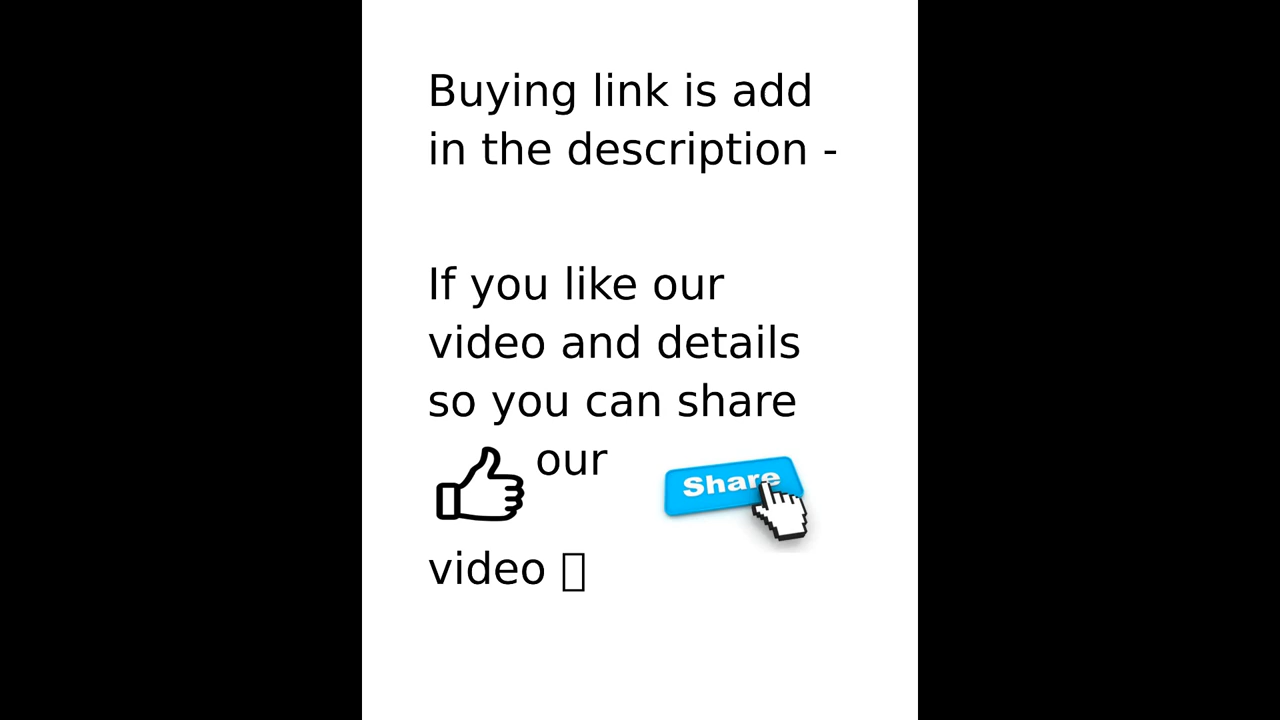 Buying link is add
in the description -
If you like our
video and details
so you can share
our
Share
video